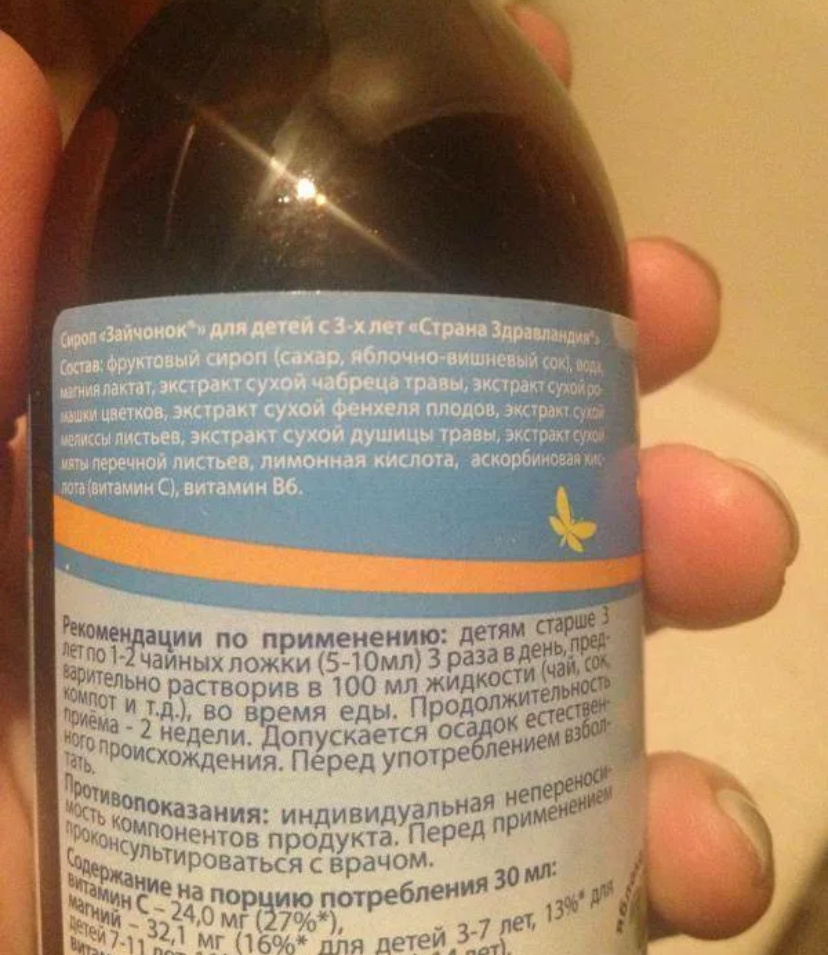 Сироп «Зайчонок®» для детей с 3-х лет «Страна Здравландия®»
Состав: фруктовый сироп (сахар, яблочно-вишневый сок), вода,
магния лактат, экстракт сухой чабреца травы, экстракт сухой ро-
машки цветков, экстракт сухой фенхеля плодов, экстракт сухой
мелиссы листьев, экстракт сухой душицы травы, экстракт сухой
мяты перечной листьев, лимонная кислота, аскорбиновая кис-
лота (витамин С), витамин В6.
Рекомендации по применению: детям старше 3
лет по 1-2 чайных ложки (5-10мл) 3 раза в день, пред-
варительно растворив в 100 мл жидкости (чай, сок,
компот и т.д.), во время еды. Продолжительность
приёма - 2 недели. Допускается осадок естествен-
ного происхождения. Перед употреблением взбол-
тать.
Противопоказания: индивидуальная непереноси-
мость компонентов продукта. Перед применением
проконсультироваться с врачом.
Содержание на порцию потребления 30 мл:
витамин С – 24,0 мг (27%*),
магний – 32,1 мг (16%* для детей 3-7 лет, 13%* для
детей 7-11 лет, лет),